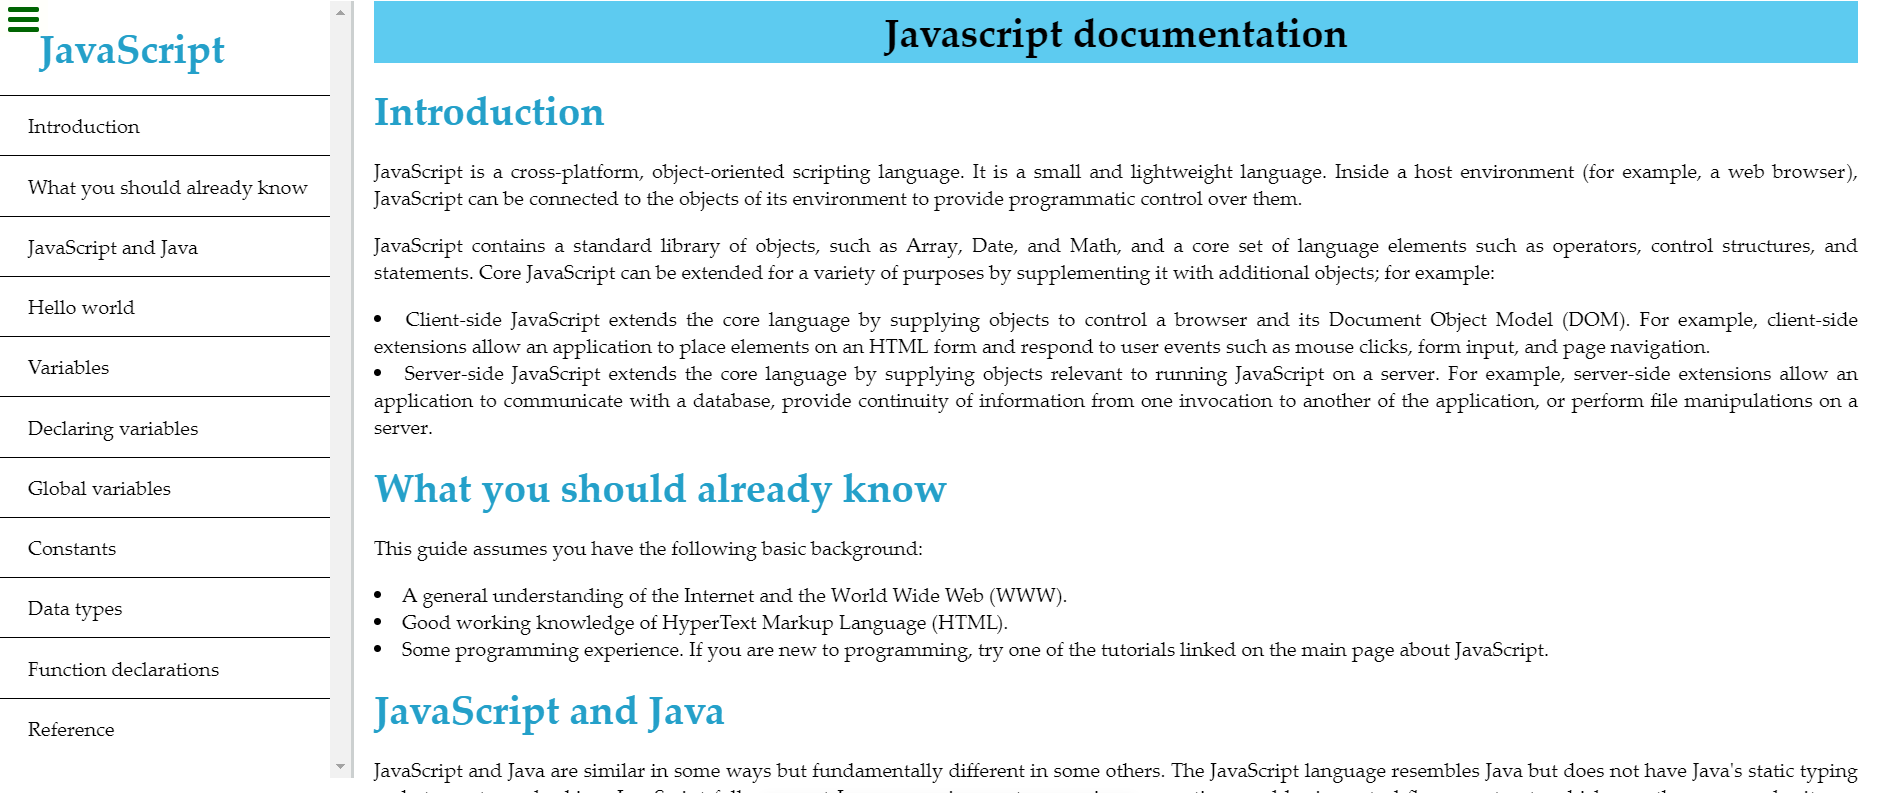 JavaScript
Introduction
What you should already know
JavaScript and Java
Hello world
Variables
Declaring variables
Global variables
Constants
Data types
Function declarations
Reference
Javascript documentation
Introduction
JavaScript is a cross-platform, object-oriented scripting language. It is a small and lightweight language. Inside a host environment (for example, a web browser),
JavaScript can be connected to the objects of its environment to provide programmatic control over them.
JavaScript contains a standard library of objects, such as Array, Date, and Math, and a core set of language elements such as operators, control structures, and
statements. Core JavaScript can be extended for a variety of purposes by supplementing it with additional objects; for example:
• Client-side JavaScript extends the core language by supplying objects to control a browser and its Document Object Model (DOM). For example, client-side
extensions allow an application to place elements on an HTML form and respond to user events such as mouse clicks, form input, and page navigation.
• Server-side JavaScript extends the core language by supplying objects relevant to running JavaScript on a server. For example, server-side extensions allow an
application to communicate with a database, provide continuity of information from one invocation to another of the application, or perform file manipulations on a
server.
What you should already know
This guide assumes you have the following basic background:
• A general understanding of the Internet and the World Wide Web (WWW).
• Good working knowledge of HyperText Markup Language (HTML).
• Some programming experience. If you are new to programming, try one of the tutorials linked on the main page about JavaScript.
JavaScript and Java
JavaScript and Java are similar in some ways but fundamentally different in some others. The JavaScript language resembles Java but does not have Java's static typing